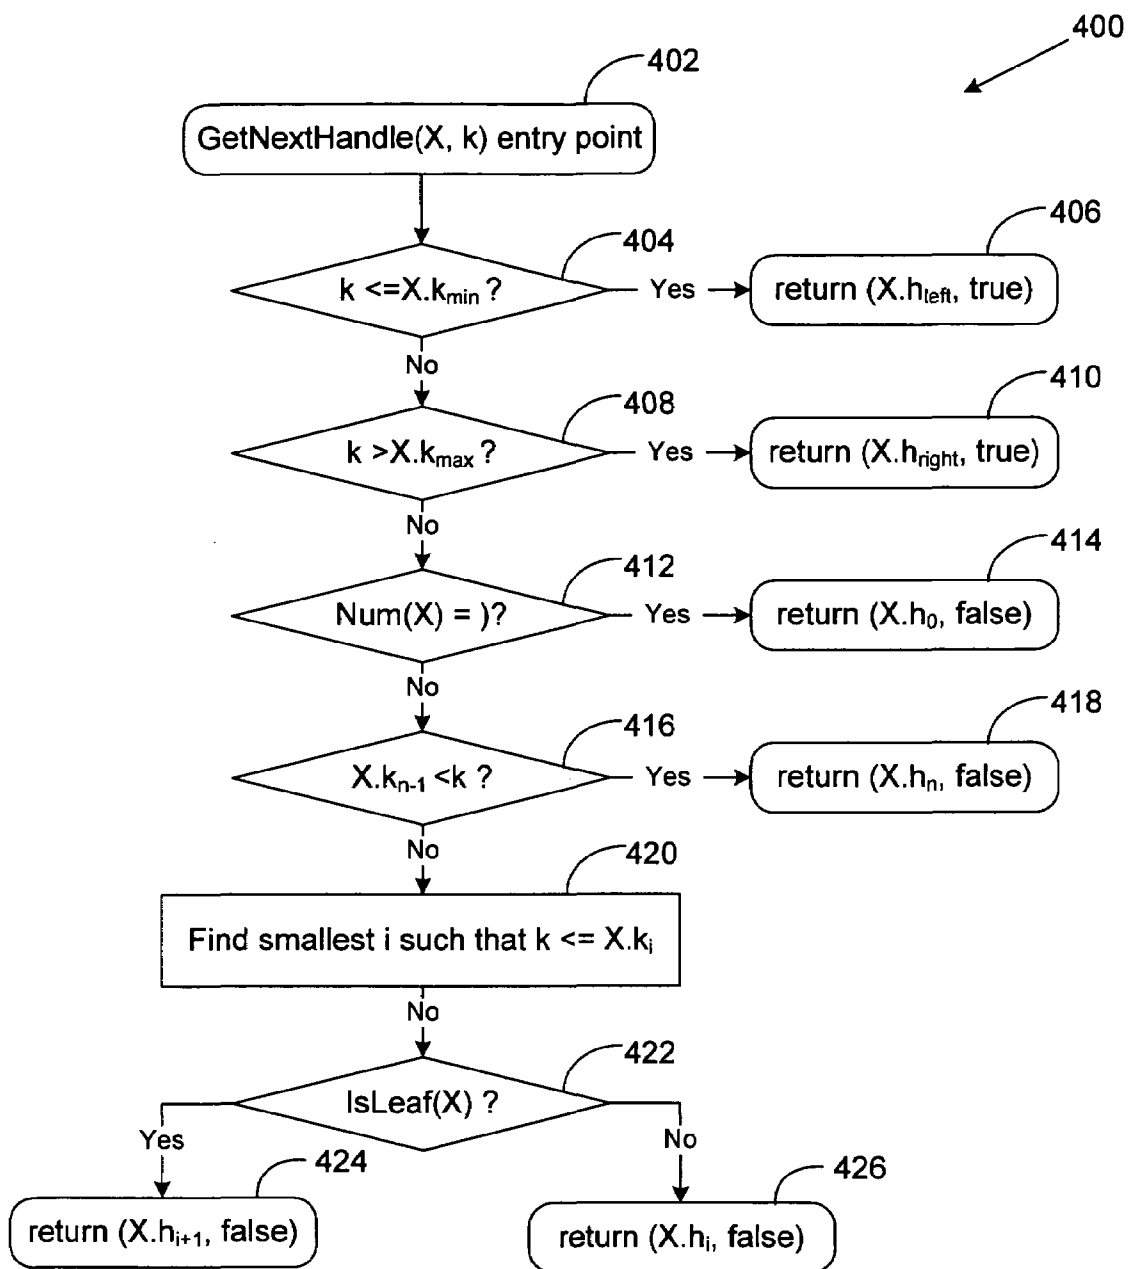 400
402
GetNextHandle(X, k) entry point
404
k <=X.kmin ?
Yes
406
return (X.hleft, true)
No
408
k >X.kmax ?
Yes
410
return (X.hright, true)
No
412
Num(X) = )?
Yes
414
return (X.h0, false)
No
416
X.kn-1 <k ?
Yes
418
return (X.hn, false)
No
420
Find smallest i such that k <= X.ki
No
422
IsLeaf(X) ?
Yes
No
424
return (X.hi+1, false)
426
return (X.hi, false)